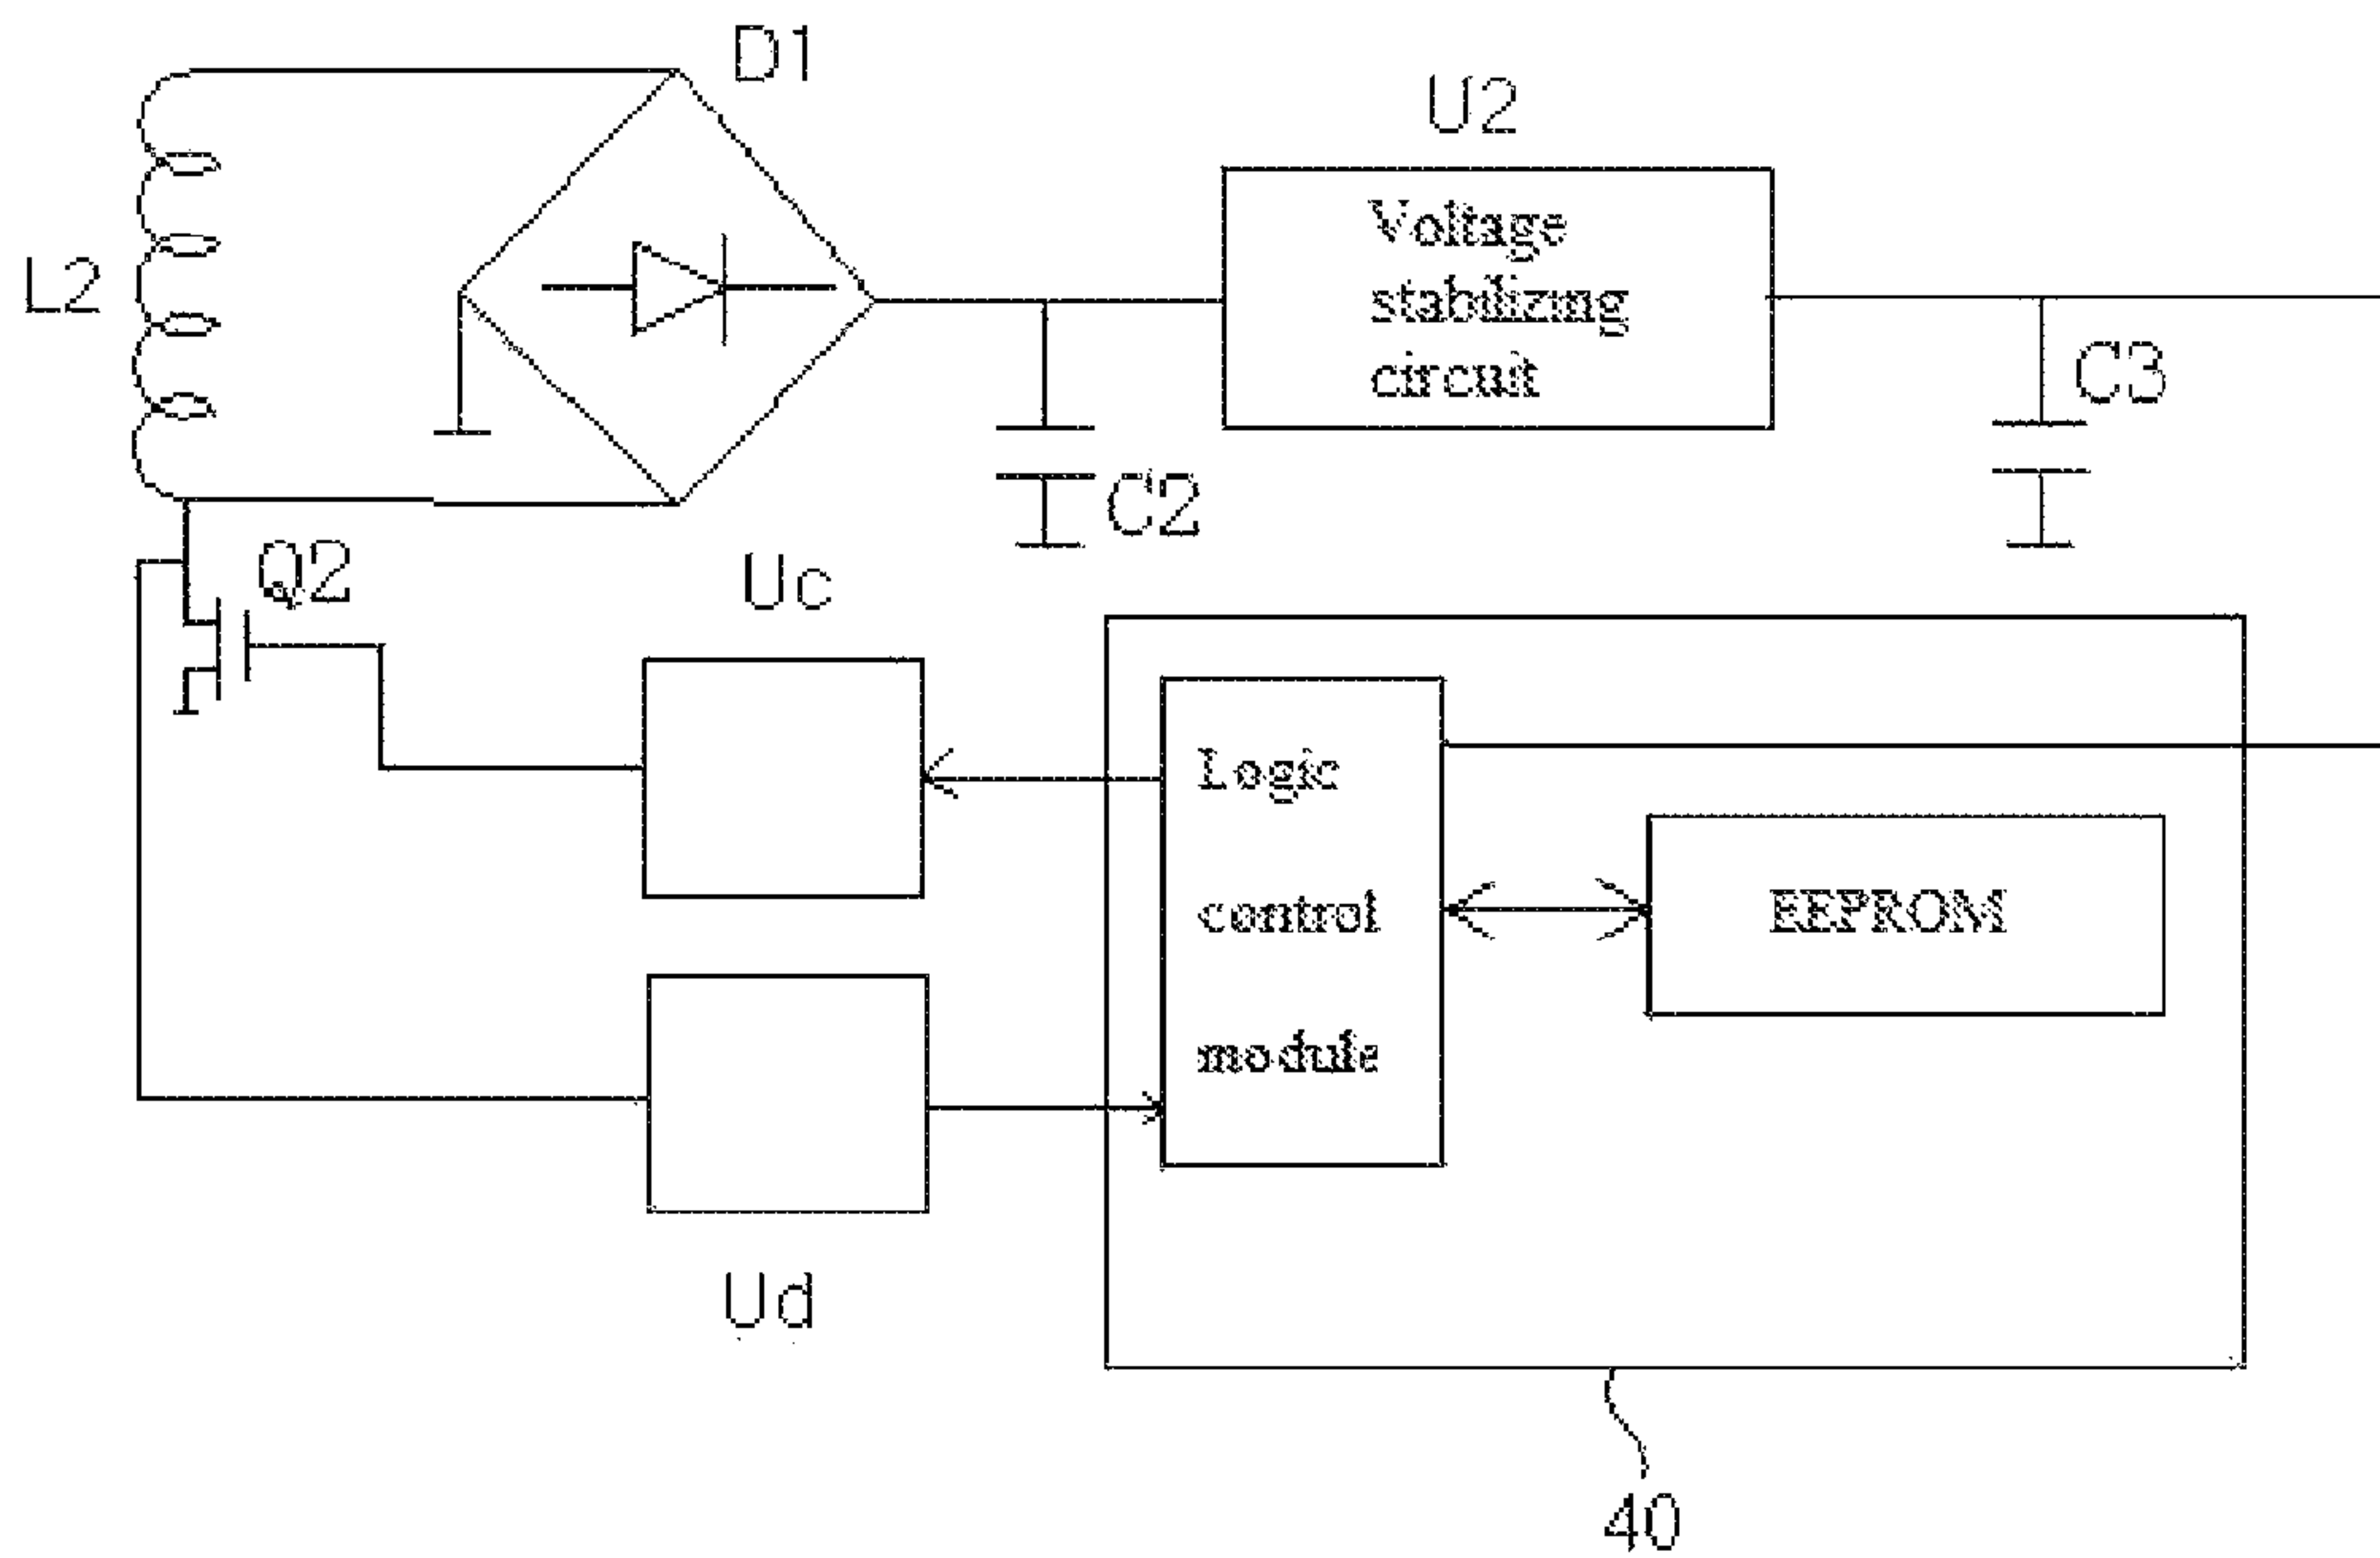 D1
U2
Voltage
stabilizing
circuit
L2
C3
C2
Q2
Uc
Logic
control
module
EEPROM
Ud
40